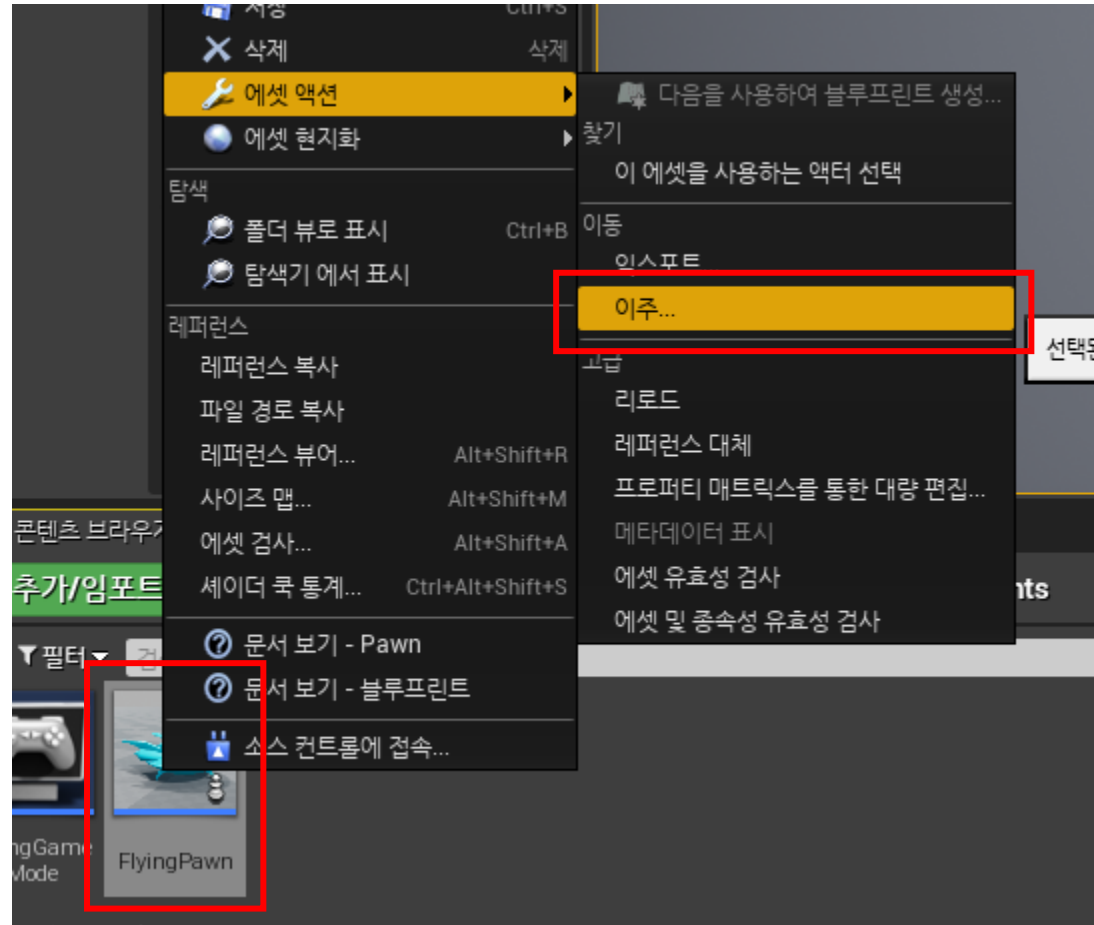 저장 Ctrl+S
삭제 삭제
에셋 액션
에셋 현지화
탐색
폴더 뷰로 표시 Ctrl+B
탐색기 에서 표시
레퍼런스
레퍼런스 복사
파일 경로 복사
레퍼런스 뷰어... Alt+Shift+R
사이즈 맵... Alt+Shift+M
에셋 검사... Alt+Shift+A
셰이더 쿡 통계... Ctrl+Alt+Shift+S
문서 보기 - Pawn
문서 보기 - 블루프린트
소스 컨트롤에 접속...
다음을 사용하여 블루프린트 생성...
찾기
이 에셋을 사용하는 액터 선택
이동
익스포트...
이주...
고급
리로드
레퍼런스 대체
프로퍼티 매트릭스를 통한 대량 편집...
메타데이터 표시
에셋 유효성 검사
에셋 및 종속성 유효성 검사
선택된
콘텐츠 브라우저
추가/임포트
nts
필터
검
ngGame
Mode
FlyingPawn